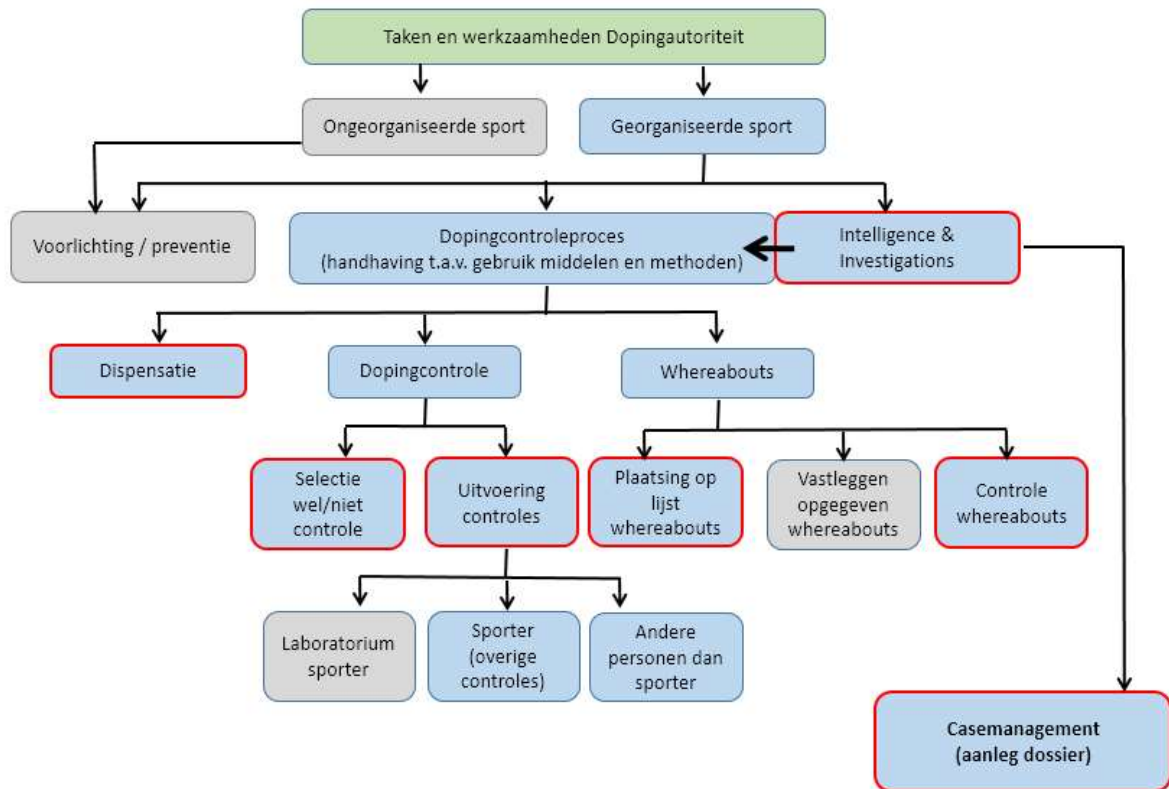 Taken en werkzaamheden Dopingautoriteit
Ongeorganiseerde sport
Georganiseerde sport
Voorlichting / preventie
Dopingcontroleproces
(handhaving t.a.v. gebruik middelen en methoden)
Intelligence &
Investigations
Dispensatie
Dopingcontrole
Whereabouts
Selectie
wel/niet
controle
Uitvoering
controles
Plaatsing op
lijst
whereabouts
Vastleggen
opgegeven
whereabouts
Controle
whereabouts
Laboratorium
sporter
Sporter
(overige
controles)
Andere
personen dan
sporter
Casemanagement
(aanleg dossier)